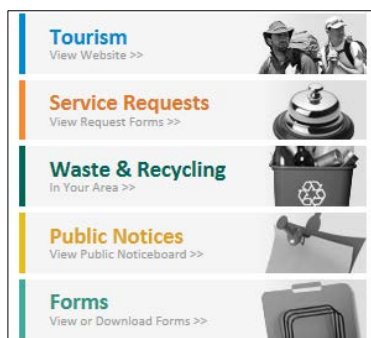 Tourism
View Website >>
Service Requests
View Request Forms >>
Waste & Recycling
In Your Area >>
Public Notices
View Public Noticeboard >>
Forms
View or Download Forms >>